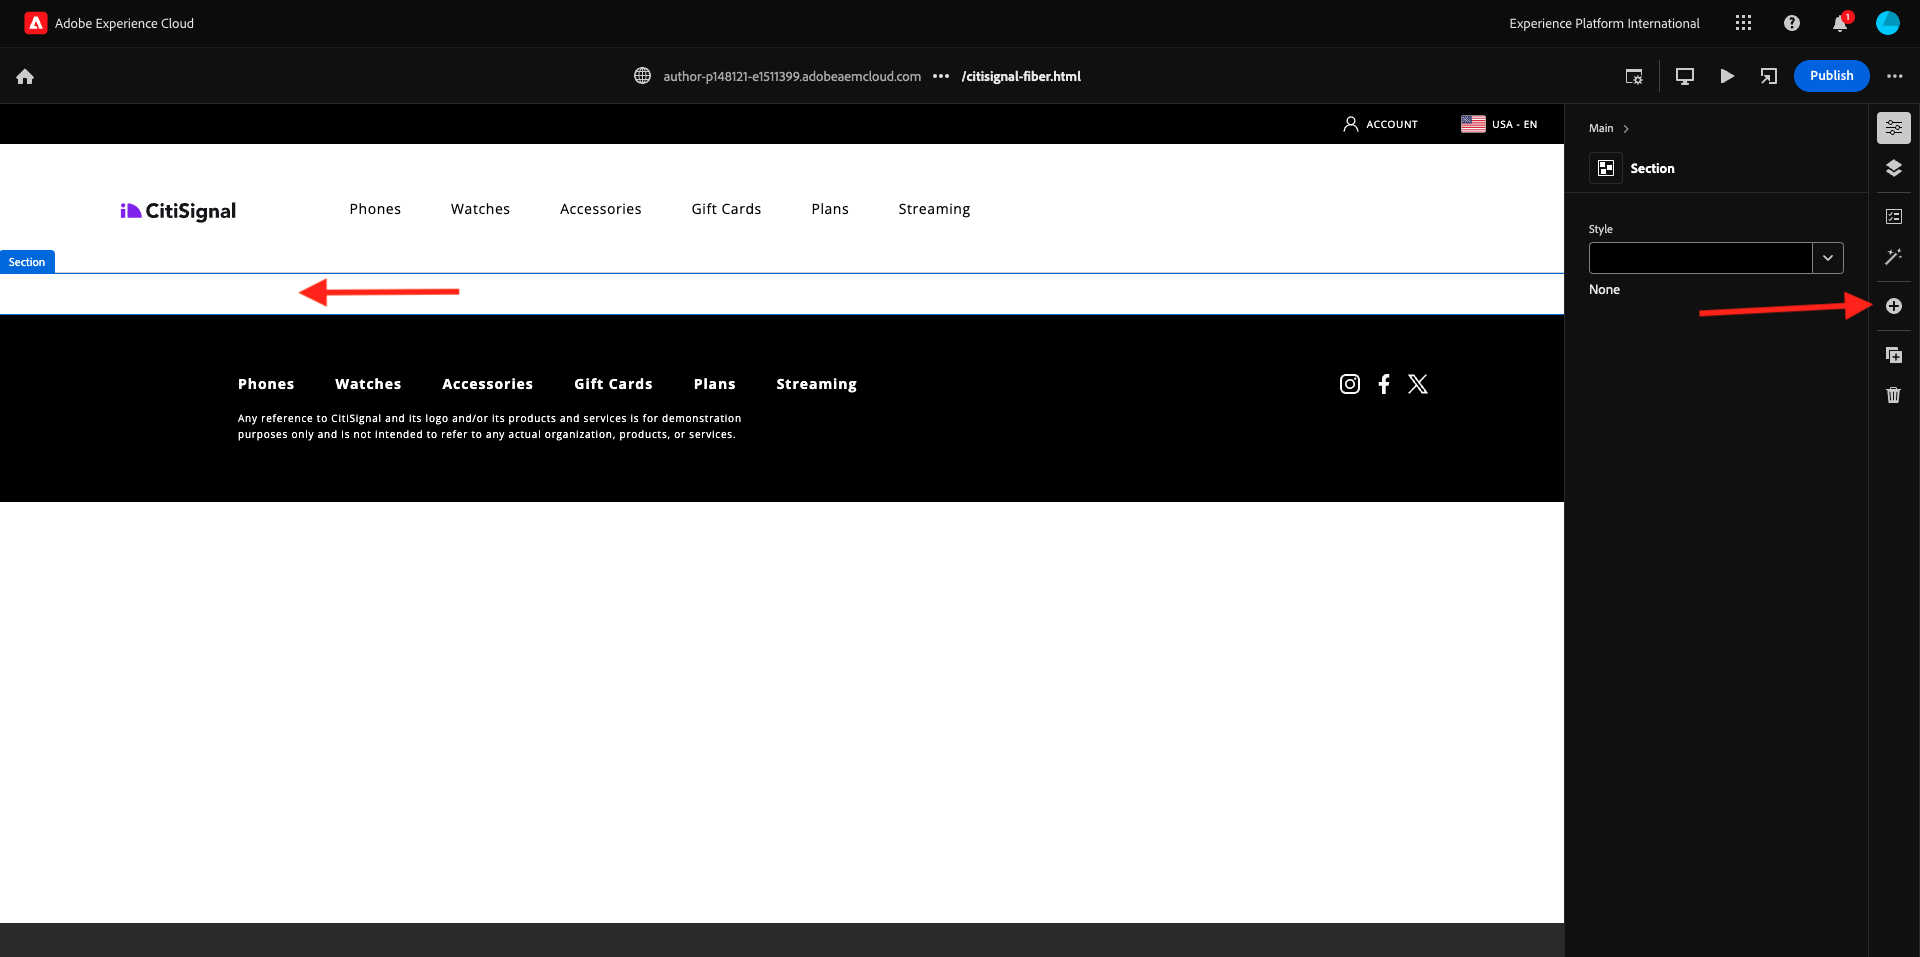 Adobe Experience Cloud
Experience Platform International
1
author-p148121-e1511399.adobeaemcloud.com ••• /citisignal-fiber.html
Publish
ACCOUNT
USA - EN
Main
Section
CitiSignal
Phones Watches Accessories Gift Cards Plans Streaming
Style
None
Section
Phones Watches Accessories Gift Cards Plans Streaming
Any reference to CitISignal and its logo and/or its products and services is for demonstration
purposes only and is not intended to refer to any actual organization, products, or services.